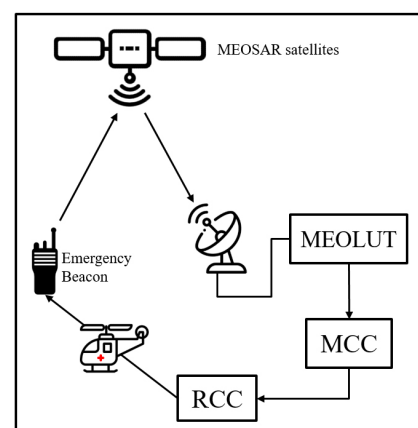 MEOSAR satellites
Emergency
Beacon
MEOLUT
MCC
RCC